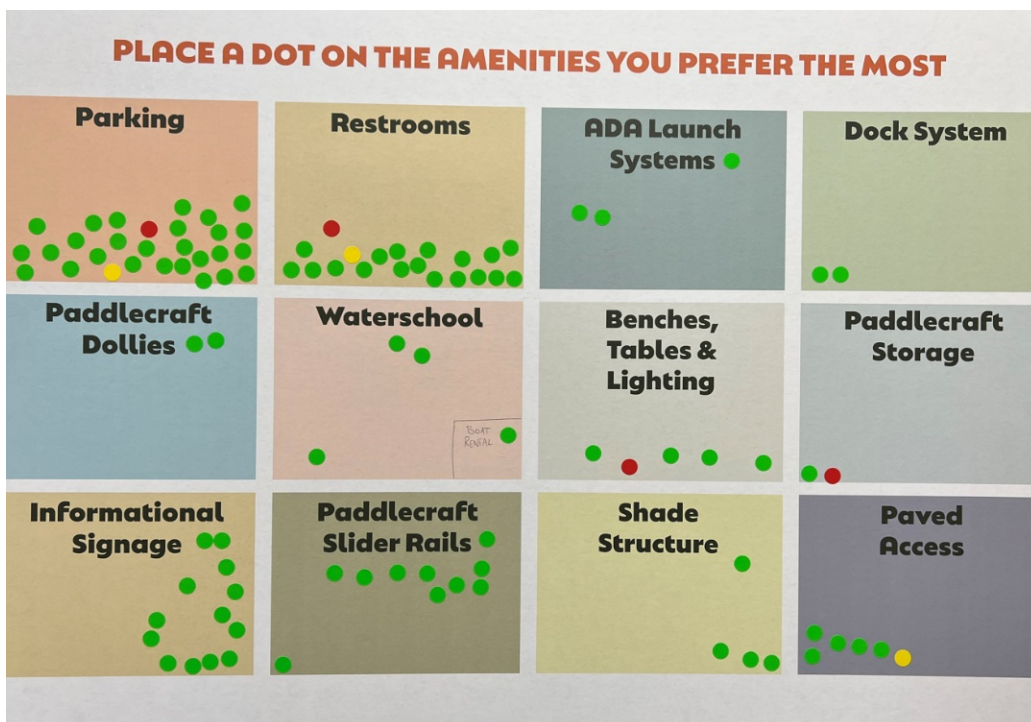 PLACE A DOT ON THE AMENITIES YOU PREFER THE MOST
Parking
Restrooms
ADA Launch
Systems
Dock System
Paddlecraft
Dollies
Waterschool
BOAT
RENTAL
Benches,
Tables &
Lighting
Paddlecraft
Storage
Informational
Signage
Paddlecraft
Slider Rails
Shade
Structure
Paved
Access